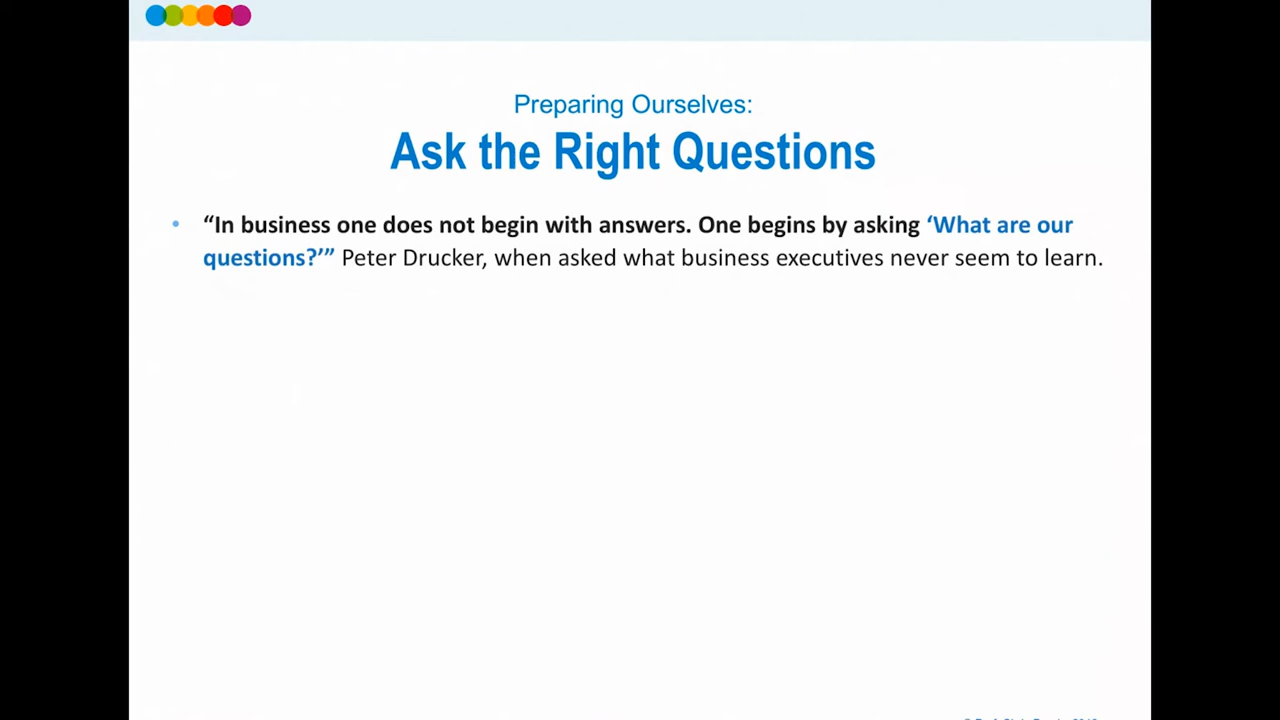 Preparing Ourselves:
Ask the Right Questions
• “In business one does not begin with answers. One begins by asking ‘What are our
questions?’” Peter Drucker, when asked what business executives never seem to learn.